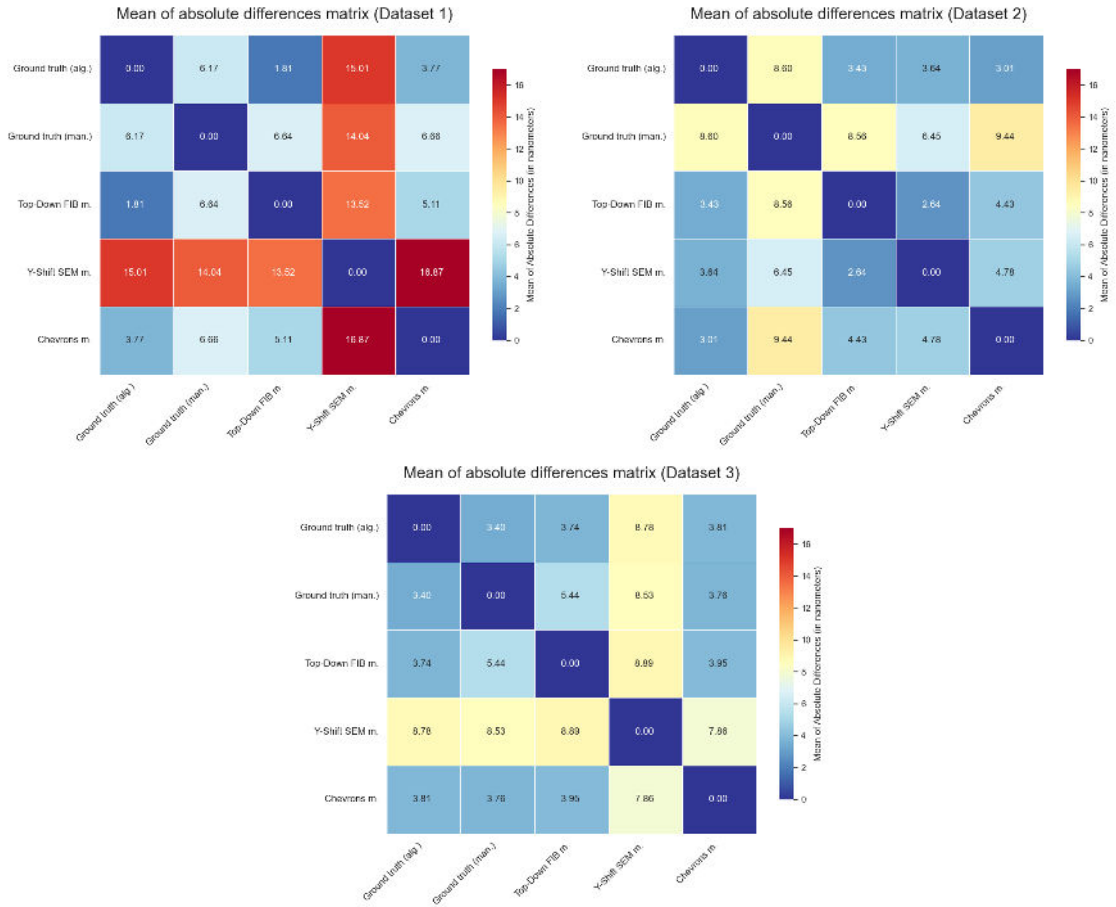 Mean of absolute differences matrix (Dataset 1)
Ground truth (alg.) 0.00 6.17 1.81 15.01 3.77
Ground truth (man.) 6.17 0.00 6.64 14.04 6.66
Top-Down FIB m. 1.81 6.64 0.00 13.52 5.11
Y-Shift SEM m. 15.01 14.04 13.52 0.00 16.87
Chevrons m 3.77 6.66 5.11 16.87 0.00
Ground truth (alg.) Ground truth (man.) Top-Down FIB m Y-Shift SEM m Chevrons m
16
14
12
10
8
6
4
2
0
Mean of Absolute Differences (in nanometers)
Mean of absolute differences matrix (Dataset 2)
Ground truth (alg.) 0.00 8.60 3.43 3.64 3.01
Ground truth (man.) 8.60 0.00 8.56 6.45 9.44
Top-Down FIB m. 3.43 8.56 0.00 2.64 4.43
Y-Shift SEM m. 3.64 6.45 2.64 0.00 4.78
Chevrons m 3.01 9.44 4.43 4.78 0.00
Ground truth (alg.) Ground truth (man.) Top-Down FIB m Y-Shift SEM m. Chevrons m
16
14
12
10
8
6
4
2
0
Mean of Absolute Differences (in nanometers)
Mean of absolute differences matrix (Dataset 3)
Ground truth (alg.) 0.00 3.40 3.74 8.78 3.81
Ground truth (man.) 3.40 0.00 5.44 8.53 3.76
Top-Down FIB m. 3.74 5.44 0.00 8.89 3.95
Y-Shift SEM m. 8.78 8.53 8.89 0.00 7.86
Chevrons m 3.81 3.76 3.95 7.86 0.00
Ground truth (alg.) Ground truth (man.) Top-Down FIB m Y-Shift SEM m. Chevrons m
16
14
12
10
8
6
4
2
0
Mean of Absolute Differences (in nanometers)